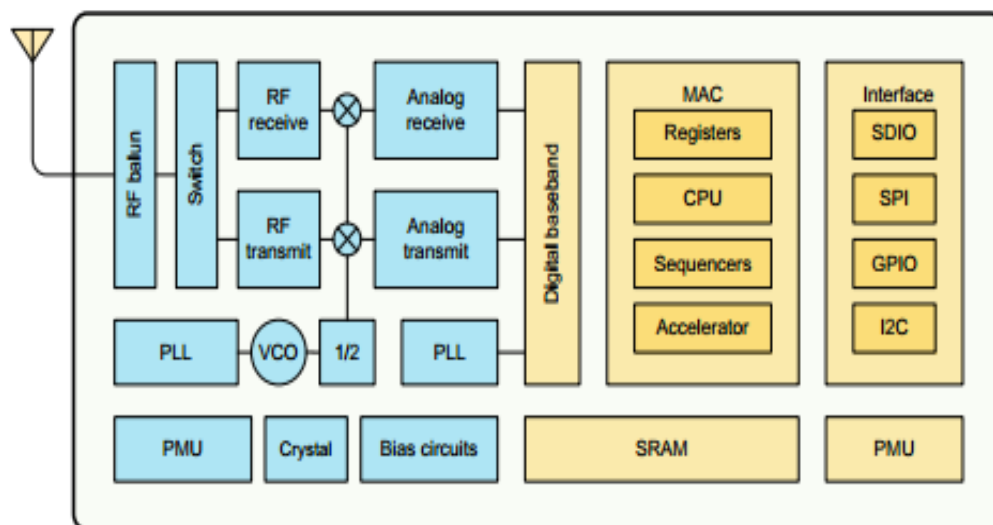 RF balun
Switch
RF
receive
Analog
receive
RF
transmit
Analog
transmit
Digital baseband
MAC
Registers
CPU
Sequencers
Accelerator
Interface
SDIO
SPI
GPIO
I2C
PLL
VCO
1/2
PLL
PMU
Crystal
Bias circuits
SRAM
PMU